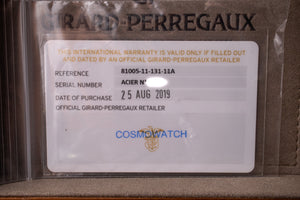 GIRARD-PERREGAUX
THIS INTERNATIONAL WARRANTY IS VALID ONLY IF FILLED OUT
AND DATED BY AN OFFICIAL GIRARD-PERREGAUX RETAILER
REFERENCE 81005-11-131-11A
SERIAL NUMBER ACIER N
DATE OF PURCHASE 25 AUG 2019
OFFICIAL GIRARD-PERREGAUX RETAILER
COSMOWATCH